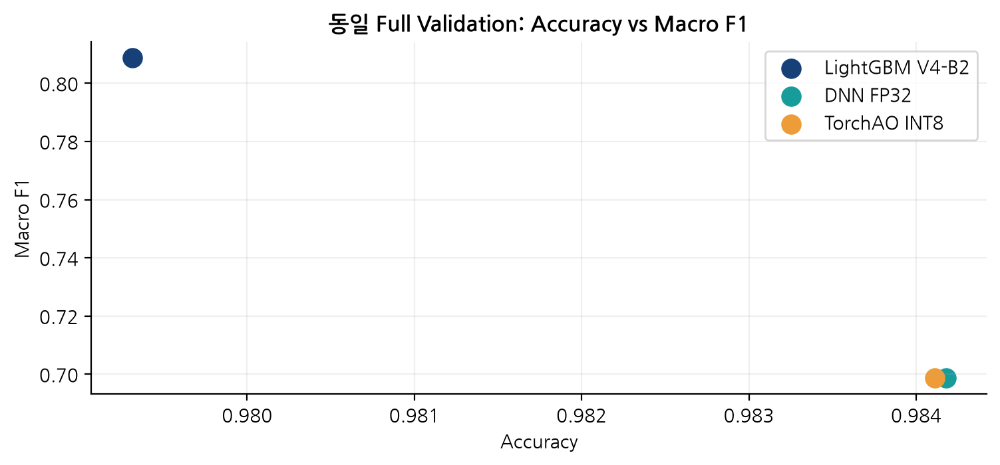 동일 Full Validation: Accuracy vs Macro F1
LightGBM V4-B2
DNN FP32
TorchAO INT8
Macro F1
0.80
0.78
0.76
0.74
0.72
0.70
0.980 0.981 0.982 0.983 0.984
Accuracy